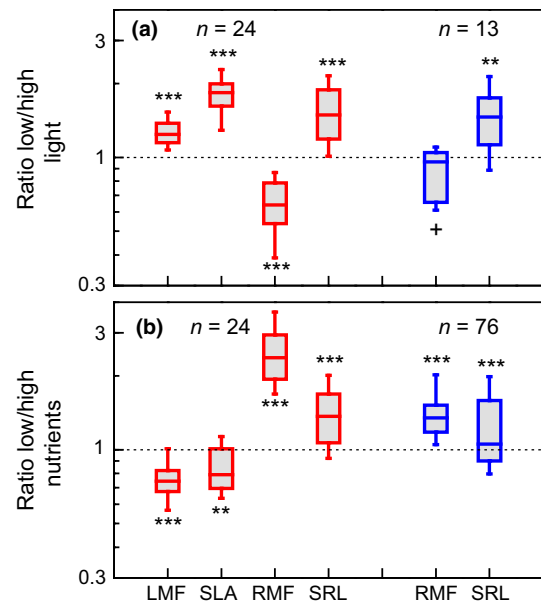 (a) n = 24 n = 13
3
*** *** *** **
1
*** +
0.3
Ratio low/high
light
(b) n = 24 n = 76
3
*** *** *** ***
1
*** **
0.3
Ratio low/high
nutrients
LMF SLA RMF SRL RMF SRL